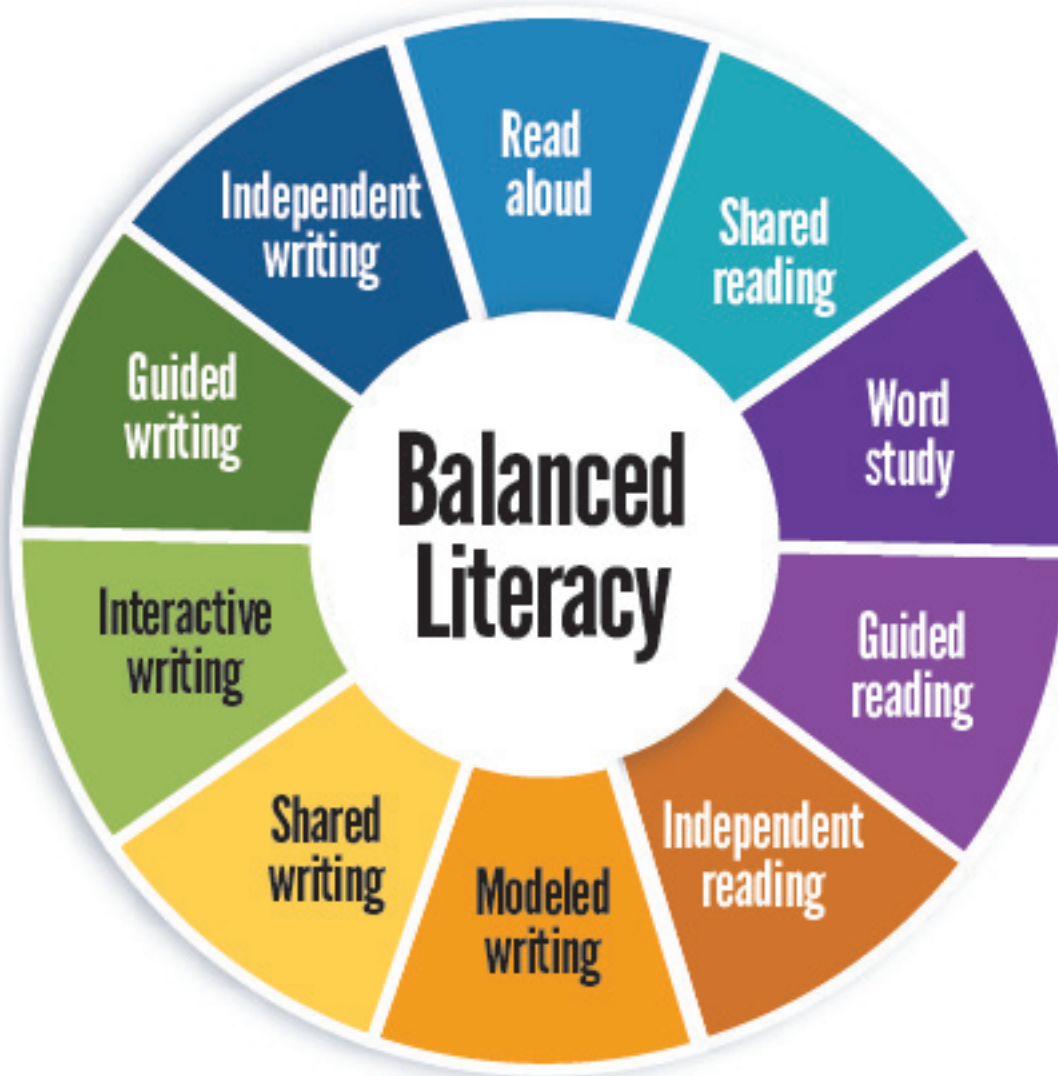 Balanced
Literacy
Read
aloud
Shared
reading
Word
study
Guided
reading
Independent
reading
Modeled
writing
Shared
writing
Interactive
writing
Guided
writing
Independent
writing